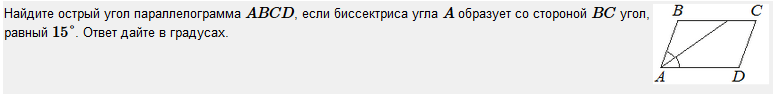 Найдите острый угол параллелограмма ABCD, если биссектриса угла A образует со стороной BC угол,
равный 15°. Ответ дайте в градусах.
B C
A D